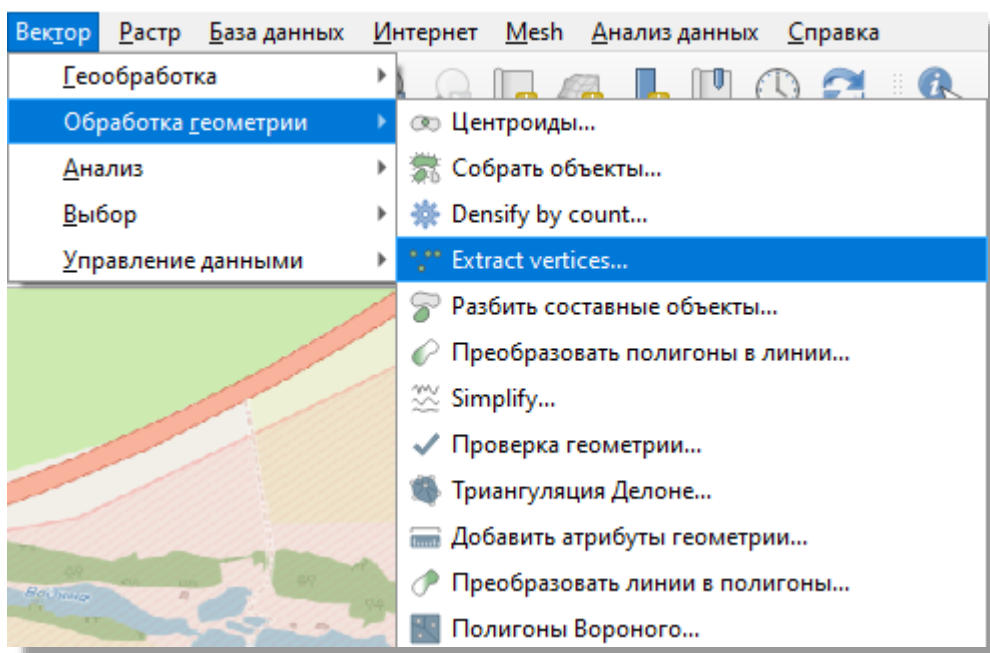 Вектор Растр База данных Интернет Mesh Анализ данных Справка
Геообработка
Обработка геометрии
Анализ
Выбор
Управление данными
Центроиды...
Собрать объекты...
Densify by count...
Extract vertices...
Разбить составные объекты...
Преобразовать полигоны в линии...
Simplify...
Проверка геометрии...
Триангуляция Делоне...
Добавить атрибуты геометрии...
Преобразовать линии в полигоны...
Полигоны Вороного...